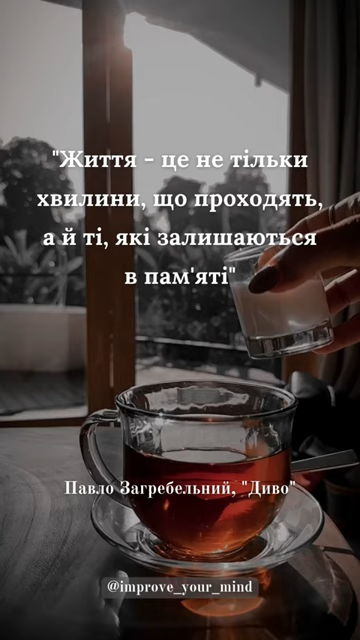 "Життя - це не тільки
хвилини, що проходять,
а й ті, які залишаються
в пам'яті"
Павло Загребельний, "Диво"
@improve_your_mind